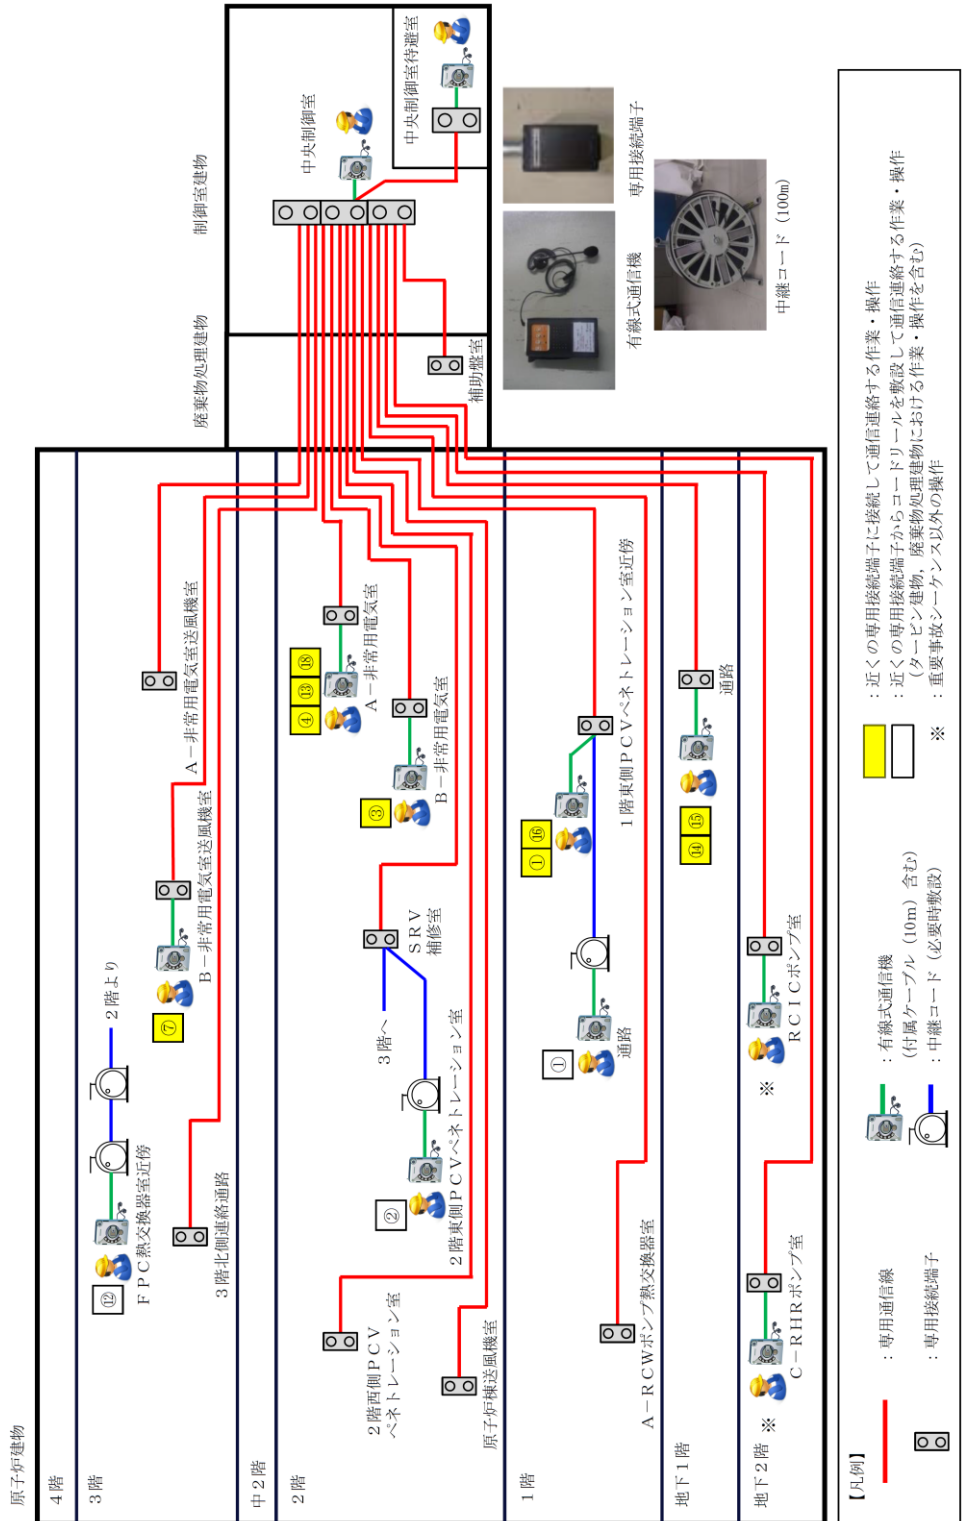 原子炉建物
廃棄物処理建物
制御室建物
中央制御室
中央制御室待避室
補助盤室
4階
3階
⑫
FPC熱交換器室近傍
2階より
3階北側連絡通路
⑦
B－非常用電気室送風機室
A－非常用電気室送風機室
中2階
2階
2階西側PCV
ペネトレーション室
原子炉棟送風機室
②
2階東側PCVペネトレーション室
3階へ
SRV
補修室
③
B－非常用電気室
④ ⑬ ⑱
A－非常用電気室
1階
A－RCWポンプ熱交換器室
①
通路
① ⑯
1階東側PCVペネトレーション室近傍
地下1階
⑭ ⑮
通路
地下2階
※
C－RHRポンプ室
※
RCICポンプ室
有線式通信機
専用接続端子
中継コード（100m）
【凡例】
：専用通信線
：専用接続端子
：有線式通信機
（付属ケーブル（10m）含む）
：中継コード（必要時敷設）
：近くの専用接続端子に接続して通信連絡する作業・操作
：近くの専用接続端子からコードリールを敷設して通信連絡する作業・操作
（タービン建物，廃棄物処理建物における作業・操作を含む）
※ ：重要事故シーケンス以外の操作